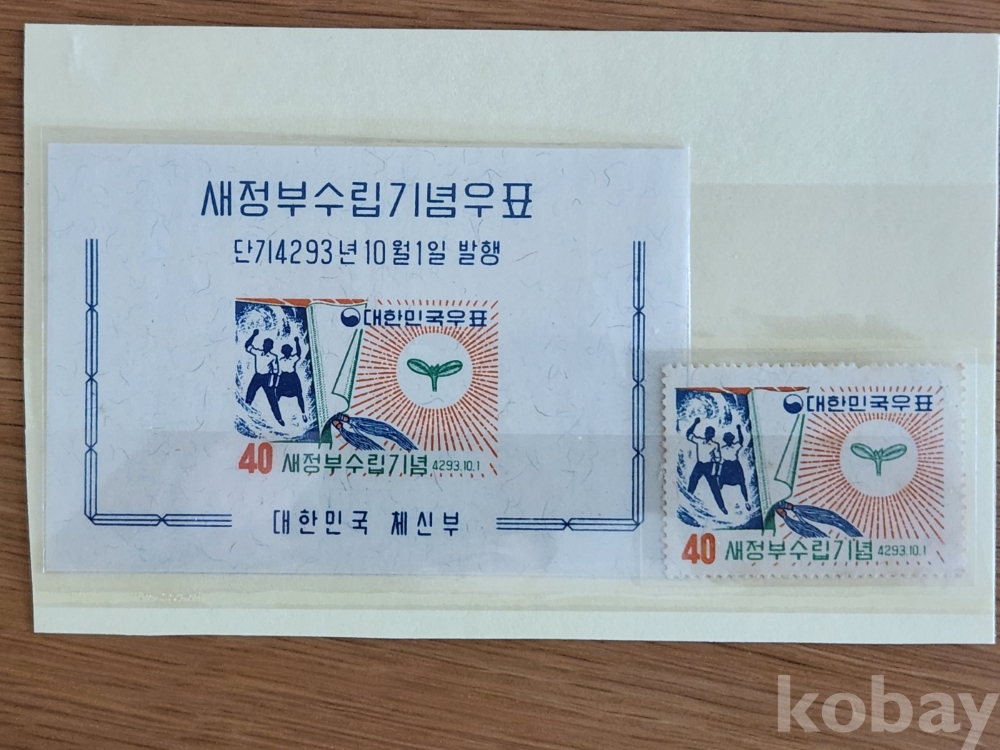 새정부수립기념우표
단기4293년10월1일 발행
대한민국우표
40 새정부수립기념 4293.10.1
대한민국 체신부
대한민국우표
40 새정부수립기념 4293.10.1
kobay